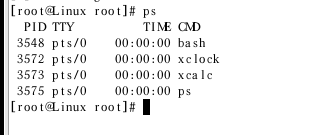 [root@Linux root]# ps
  PID TTY          TIME CMD
 3548 pts/0    00:00:00 bash
 3572 pts/0    00:00:00 xclock
 3573 pts/0    00:00:00 xcalc
 3575 pts/0    00:00:00 ps
[root@Linux root]#